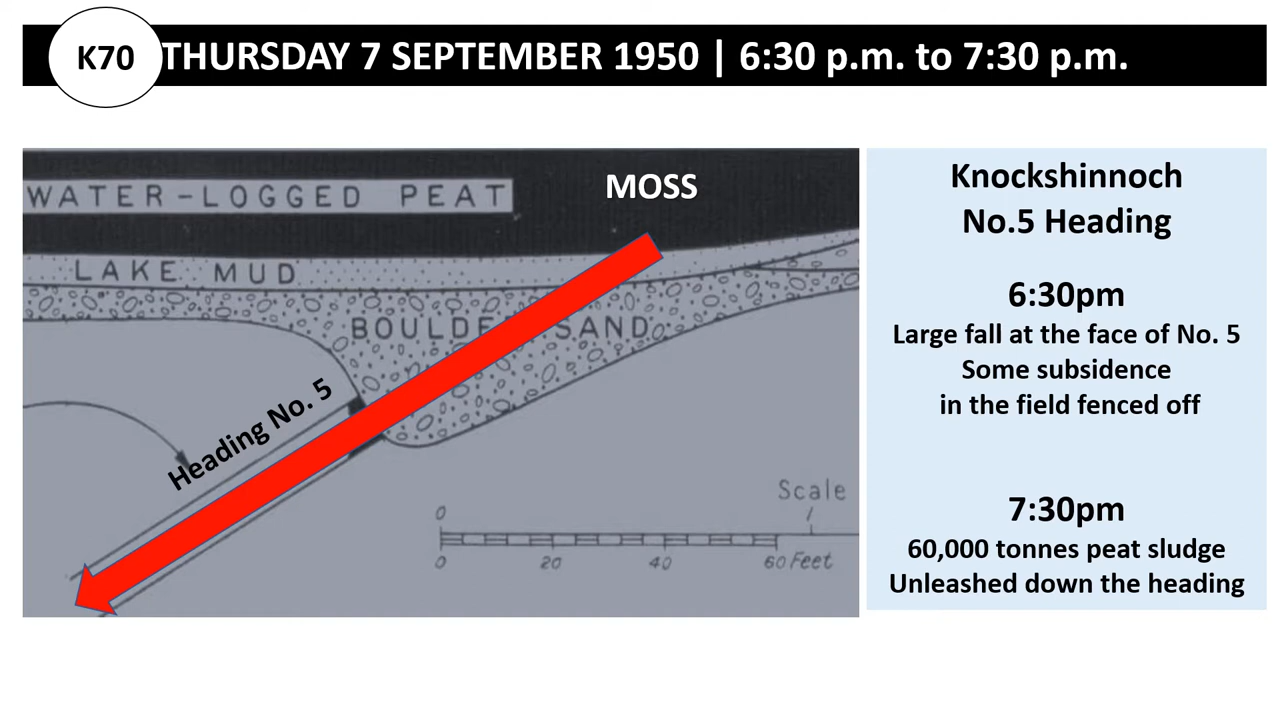 K70
THURSDAY 7 SEPTEMBER 1950 | 6:30 p.m. to 7:30 p.m.
WATER-LOGGED PEAT
MOSS
LAKE MUD
BOULDER SAND
Heading No. 5
Scale
0
0 20 40 60 Feet
Knockshinnoch
No.5 Heading
6:30pm
Large fall at the face of No. 5
Some subsidence
in the field fenced off
7:30pm
60,000 tonnes peat sludge
Unleashed down the heading